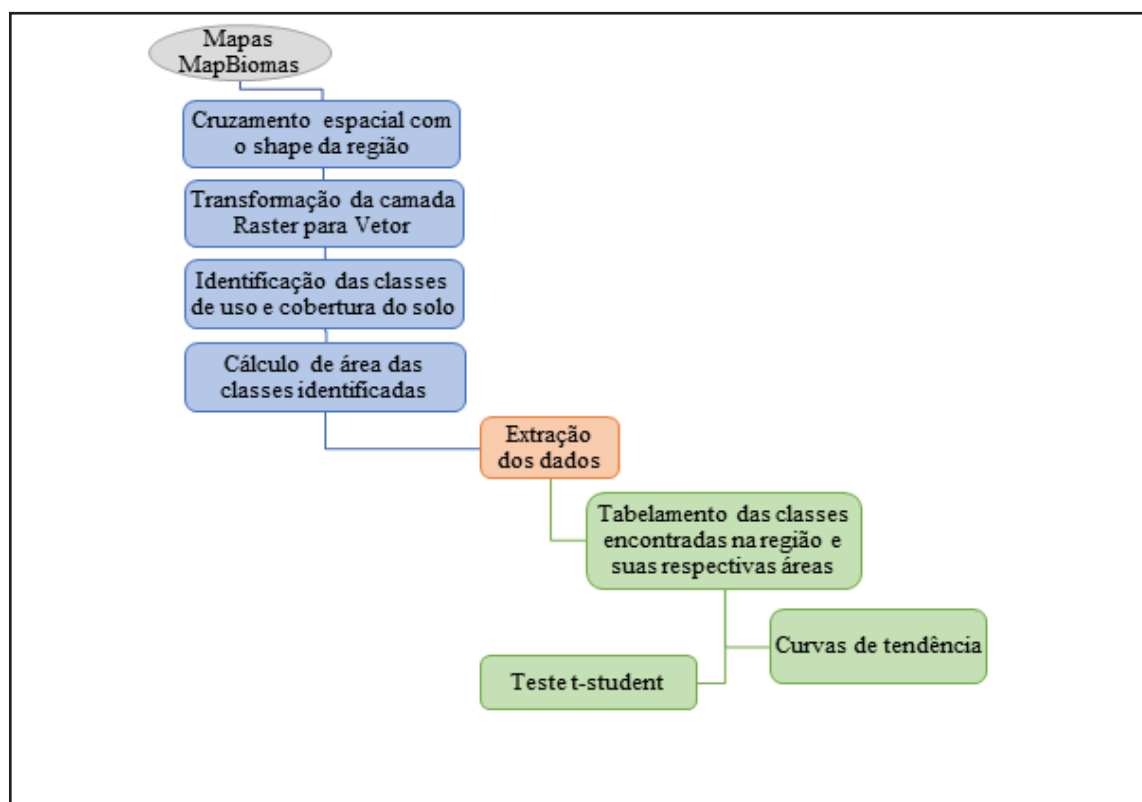 Mapas
MapBiomas
Cruzamento espacial com
o shape da região
Transformação da camada
Raster para Vetor
Identificação das classes
de uso e cobertura do solo
Cálculo de área das
classes identificadas
Extração
dos dados
Tabelamento das classes
encontradas na região e
suas respectivas áreas
Curvas de tendência
Teste t-student